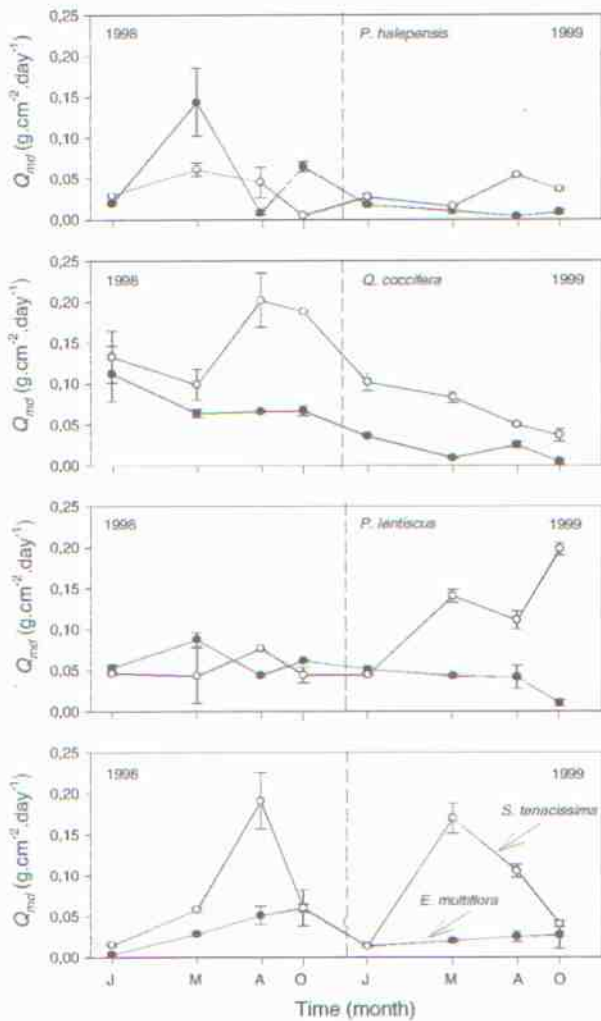 1998 P. halepensis 1999
0,25
0,20
0,15
0,10
0,05
0,00
Qmd (g.cm-2.day-1)
1998 Q. coccifera 1999
0,25
0,20
0,15
0,10
0,05
0,00
Qmd (g.cm-2.day-1)
1998 P. lentiscus 1999
0,25
0,20
0,15
0,10
0,05
0,00
Qmd (g.cm-2.day-1)
1998 1999
0,25
0,20
0,15
0,10
0,05
0,00
Qmd (g.cm-2.day-1)
S. tenacissima
E. multiflora
J M A O J M A O
Time (month)